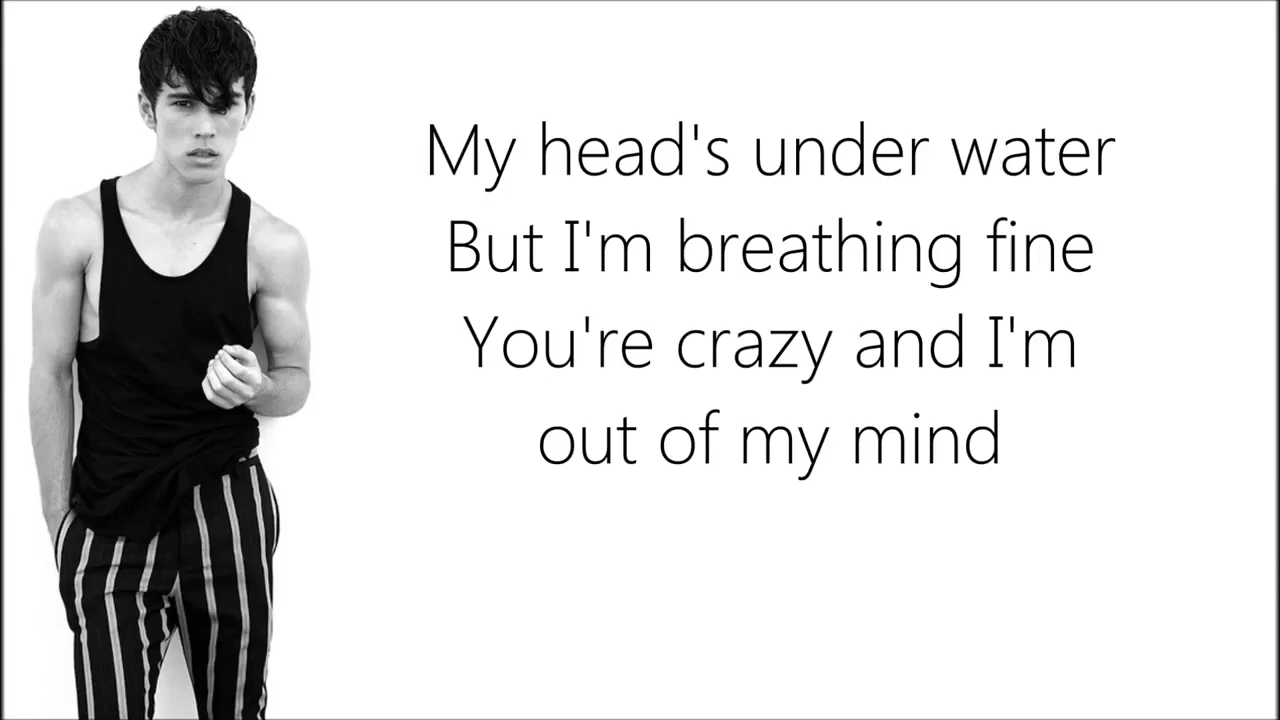 My head's under water
But I'm breathing fine
You're crazy and I'm
out of my mind